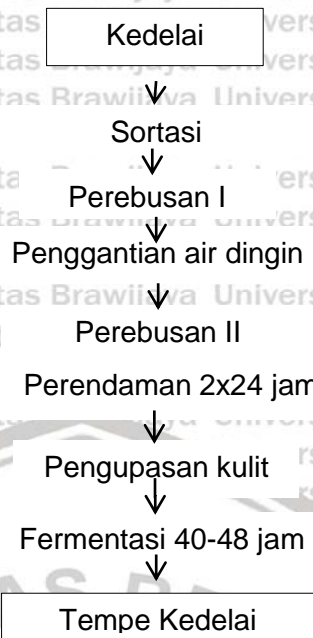 Kedelai
Sortasi
Perebusan I
Penggantian air dingin
Perebusan II
Perendaman 2x24 jam
Pengupasan kulit
Fermentasi 40-48 jam
Tempe Kedelai